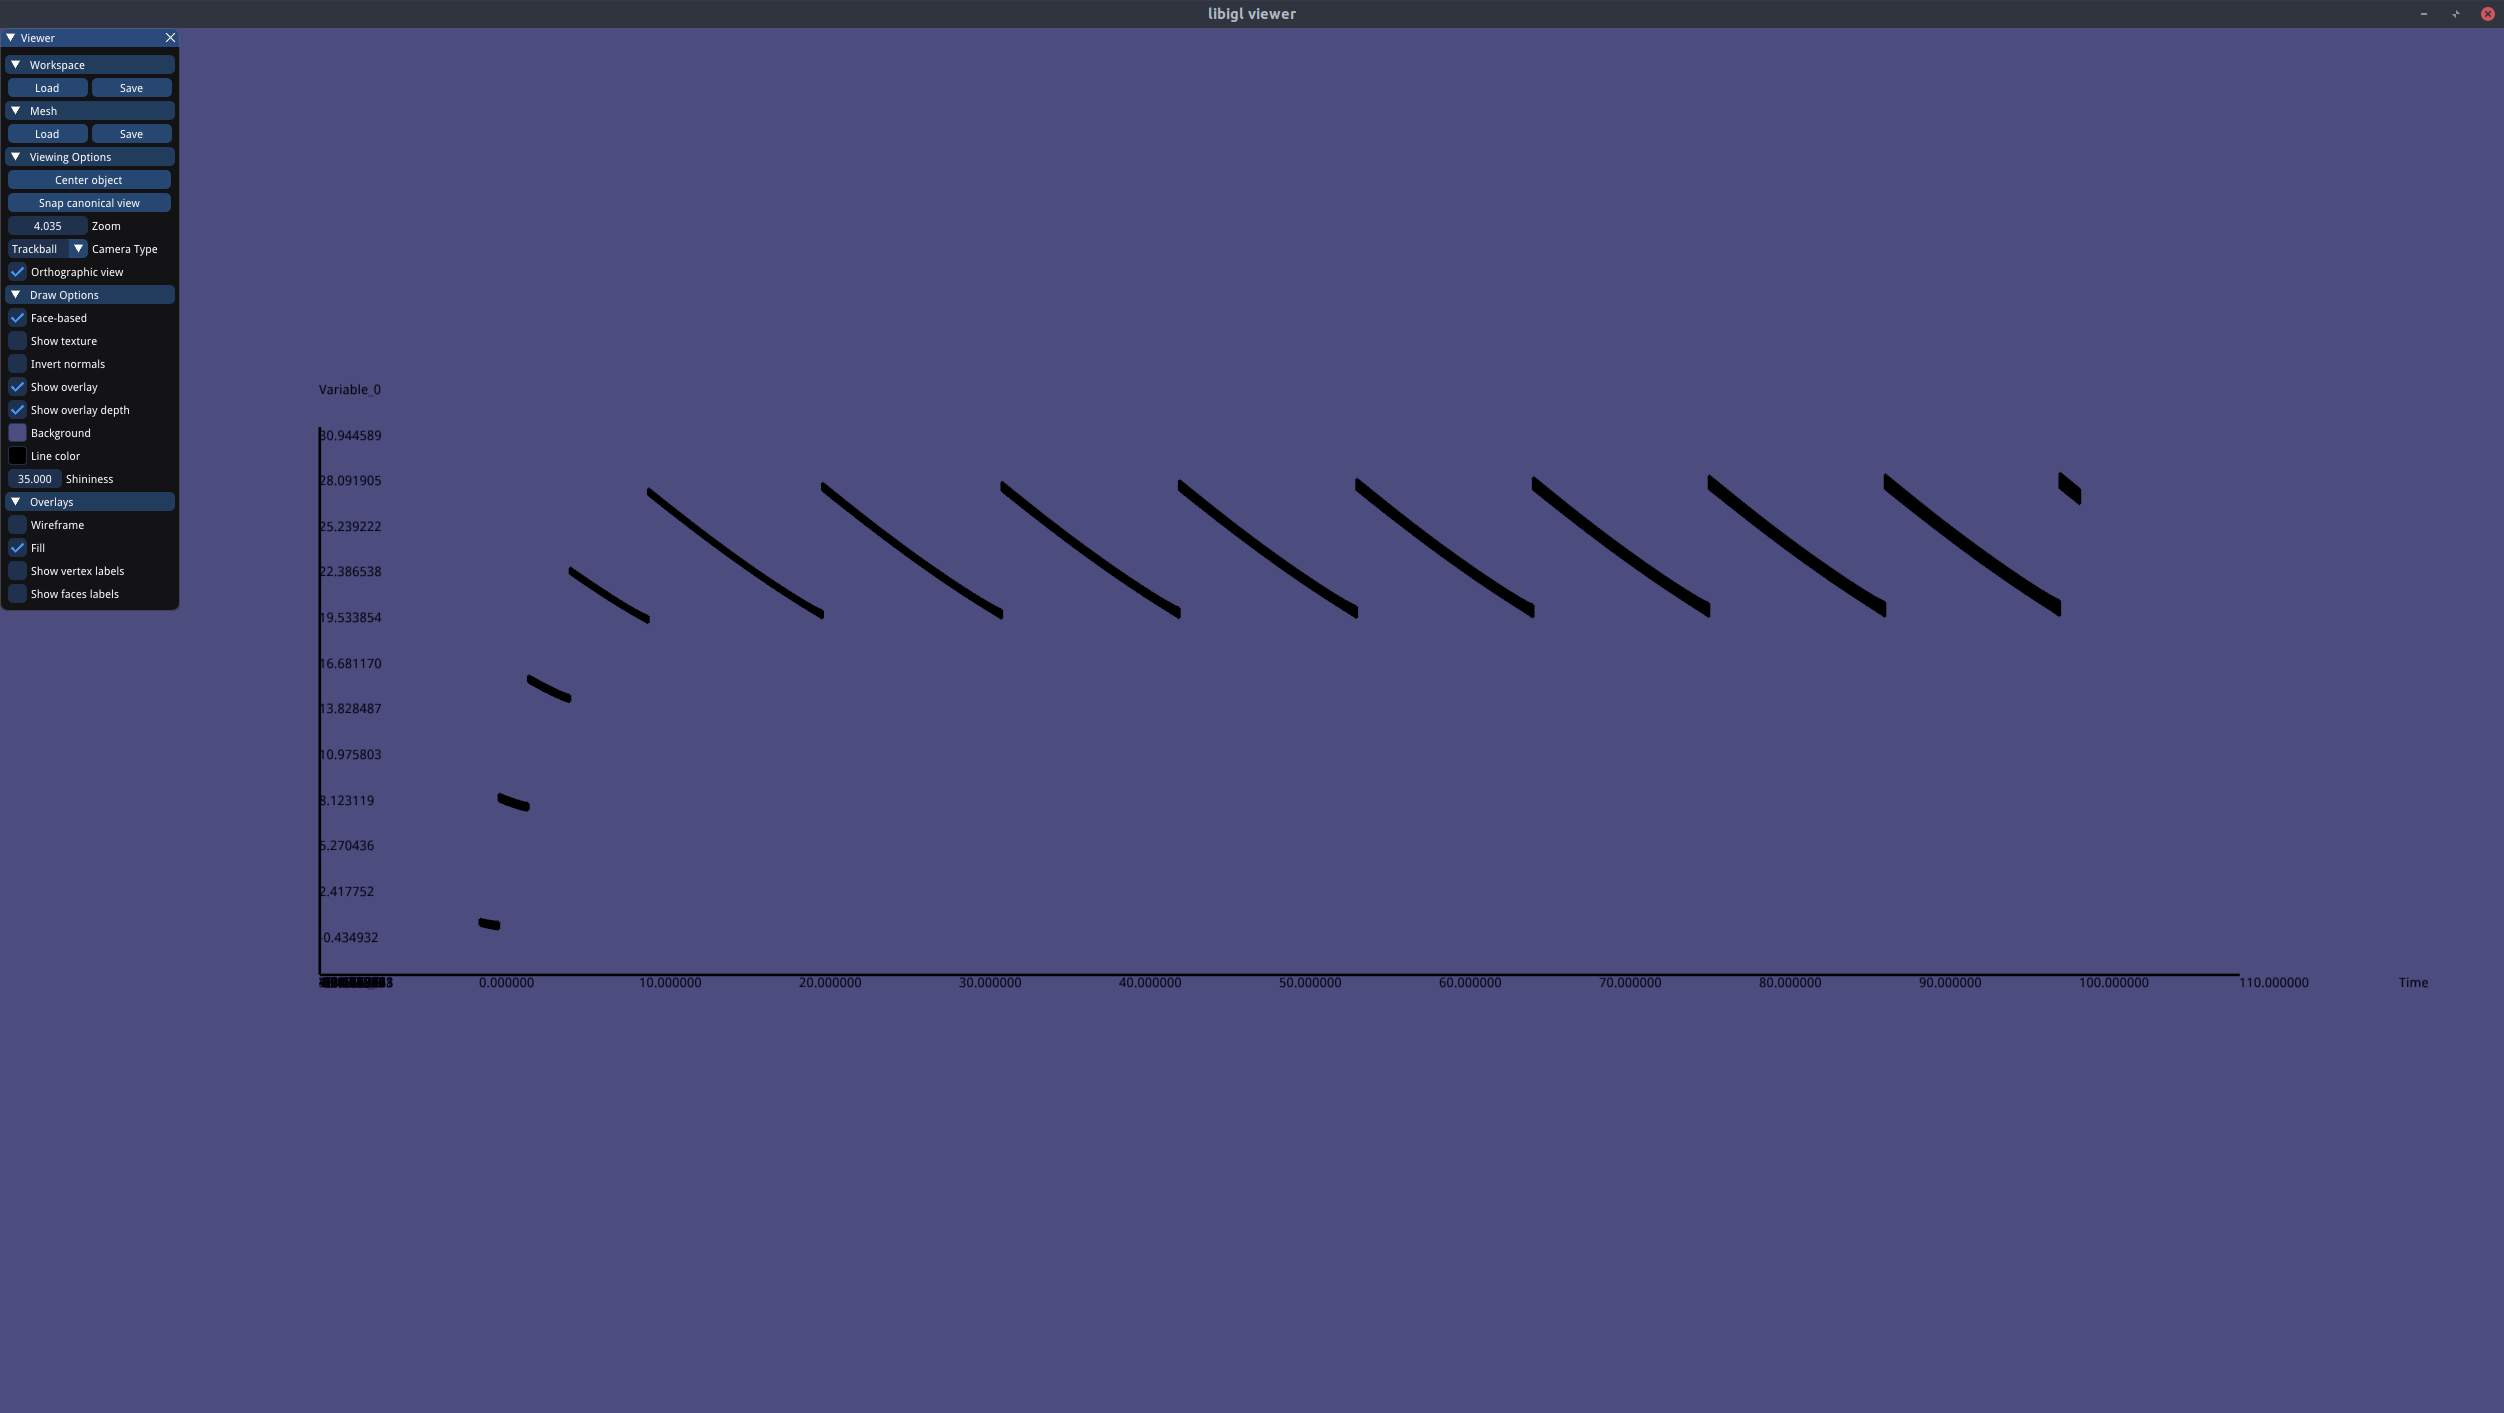 libigl viewer
Viewer
Workspace
Load Save
Mesh
Load Save
Viewing Options
Center object
Snap canonical view
4.035 Zoom
Trackball Camera Type
Orthographic view
Draw Options
Face-based
Show texture
Invert normals
Show overlay
Show overlay depth
Background
Line color
35.000 Shininess
Overlays
Wireframe
Fill
Show vertex labels
Show faces labels
Variable_0
30.944589
28.091905
25.239222
22.386538
19.533854
16.681170
13.828487
10.975803
8.123119
5.270436
2.417752
-0.434932
0.000000 10.000000 20.000000 30.000000 40.000000 50.000000 60.000000 70.000000 80.000000 90.000000 100.000000 110.000000 Time